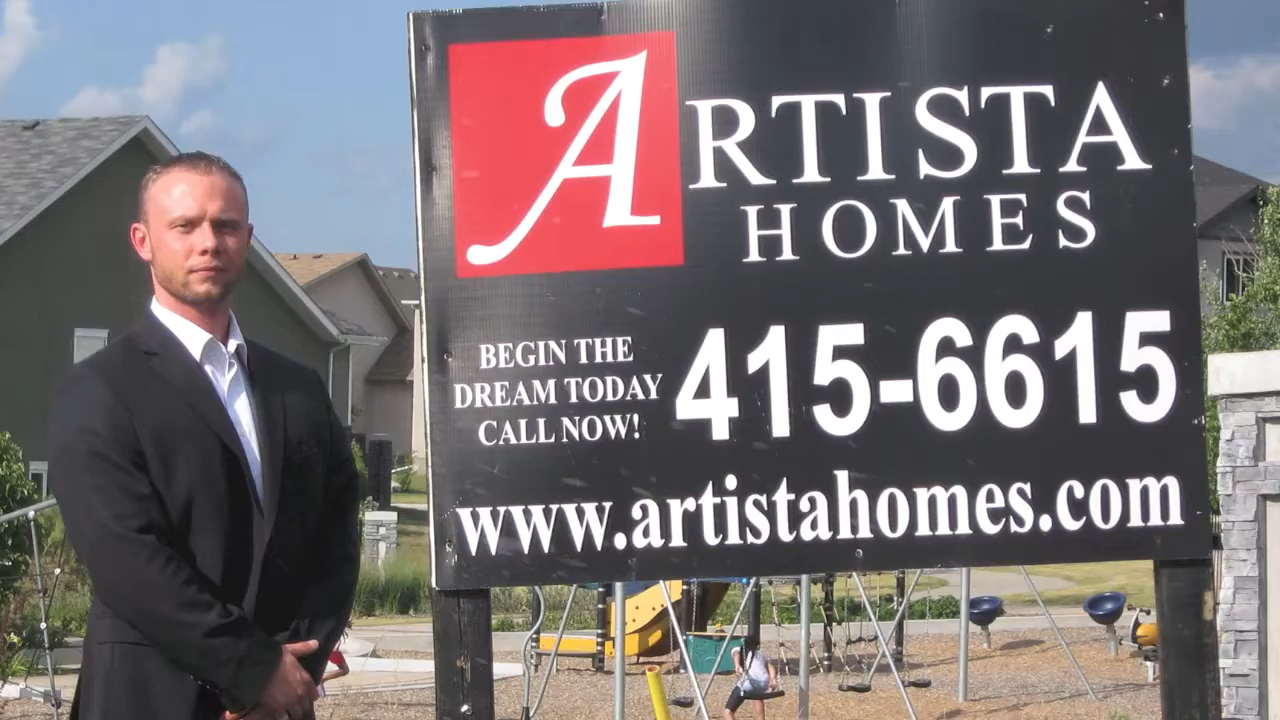 ARTISTA
HOMES
BEGIN THE
DREAM TODAY
CALL NOW!
415-6615
www.artistahomes.com